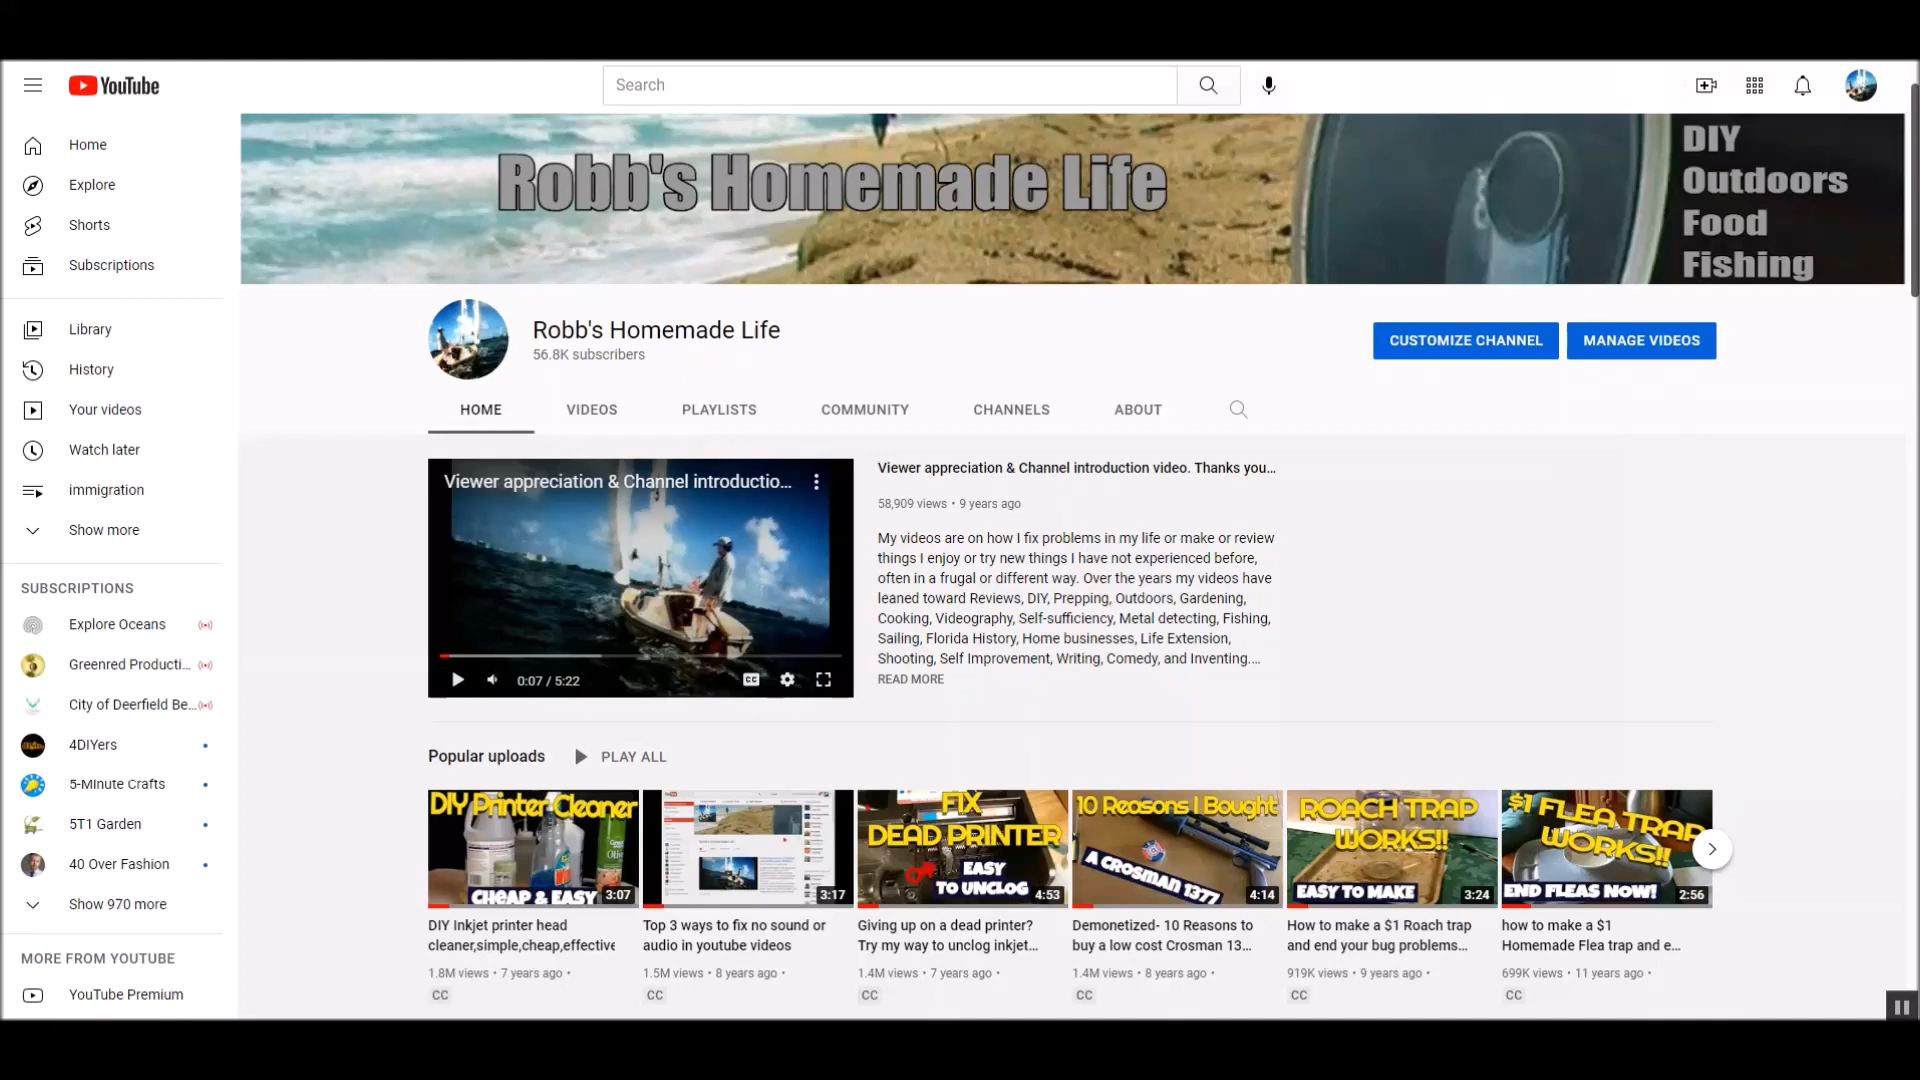 YouTube
Search
Home
Explore
Shorts
Subscriptions
Library
History
Your videos
Watch later
immigration
Show more
SUBSCRIPTIONS
Explore Oceans
Greenred Producti...
City of Deerfield Be...
4DIYers
5-Minute Crafts
5T1 Garden
40 Over Fashion
Show 970 more
MORE FROM YOUTUBE
YouTube Premium
Robb's Homemade Life
DIY
Outdoors
Food
Fishing
Robb's Homemade Life
56.8K subscribers
CUSTOMIZE CHANNEL
MANAGE VIDEOS
HOME
VIDEOS
PLAYLISTS
COMMUNITY
CHANNELS
ABOUT
Viewer appreciation & Channel introductio...
0:07 / 5:22
CC
Viewer appreciation & Channel introduction video. Thanks you...
58,909 views • 9 years ago
My videos are on how I fix problems in my life or make or review
things I enjoy or try new things I have not experienced before,
often in a frugal or different way. Over the years my videos have
leaned toward Reviews, DIY, Prepping, Outdoors, Gardening,
Cooking, Videography, Self-sufficiency, Metal detecting, Fishing,
Sailing, Florida History, Home businesses, Life Extension,
Shooting, Self Improvement, Writing, Comedy, and Inventing....
READ MORE
Popular uploads
PLAY ALL
DIY Printer Cleaner
CHEAP & EASY
3:07
DIY Inkjet printer head
cleaner,simple,cheap,effective
1.8M views • 7 years ago •
CC
3:17
Top 3 ways to fix no sound or
audio in youtube videos
1.5M views • 8 years ago •
CC
FIX
DEAD PRINTER
EASY
TO UNCLOG
4:53
Giving up on a dead printer?
Try my way to unclog inkjet...
1.4M views • 7 years ago •
CC
10 Reasons I Bought
A CROSMAN 1377
4:14
Demonetized- 10 Reasons to
buy a low cost Crosman 13...
1.4M views • 8 years ago •
CC
ROACH TRAP
WORKS!!
EASY TO MAKE
3:24
How to make a $1 Roach trap
and end your bug problems...
919K views • 9 years ago •
CC
$1 FLEA TRAP
WORKS!!
END FLEAS NOW!
2:56
how to make a $1
Homemade Flea trap and e...
699K views • 11 years ago •
CC